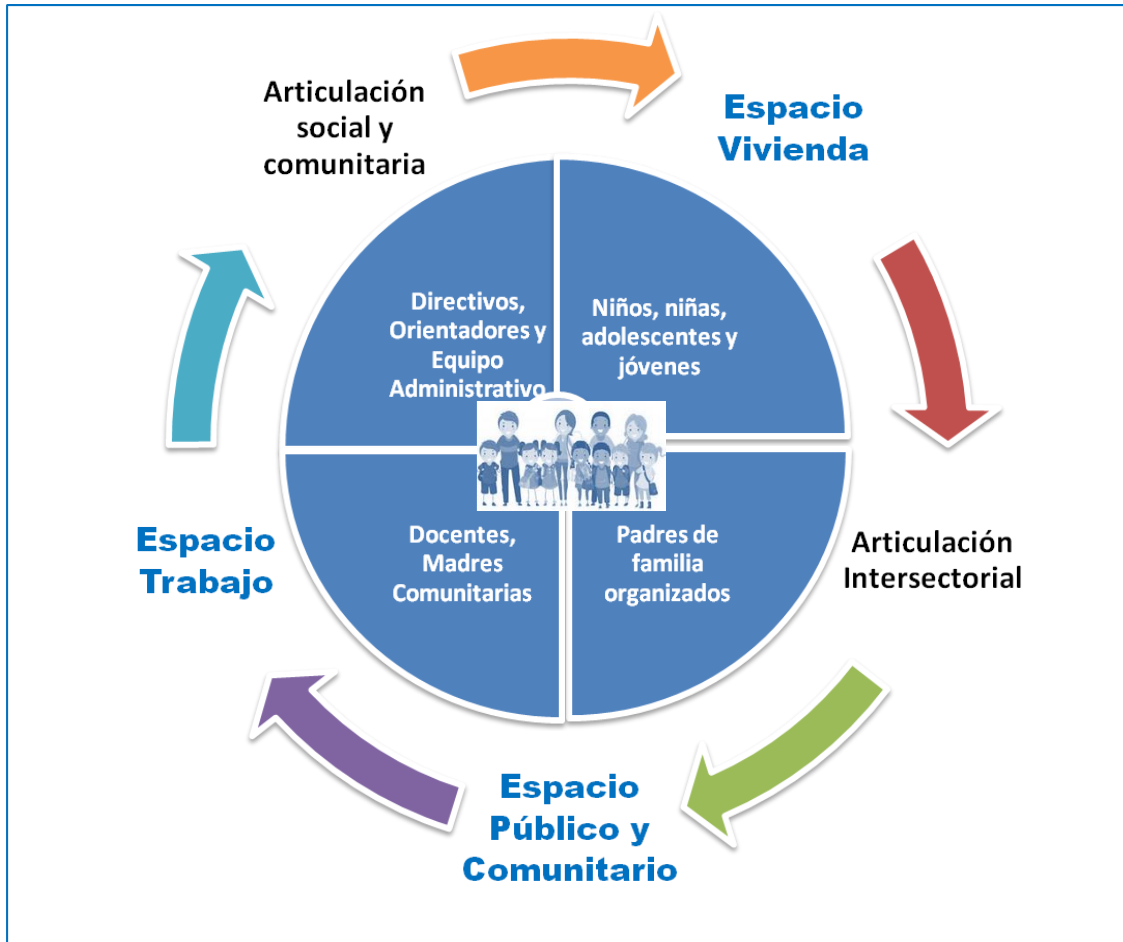 Articulación
social y
comunitaria
Espacio
Vivienda
Directivos,
Orientadores y
Equipo
Administrativo
Niños, niñas,
adolescentes y
jóvenes
Espacio
Trabajo
Docentes,
Madres
Comunitarias
Padres de
familia
organizados
Articulación
Intersectorial
Espacio
Público y
Comunitario